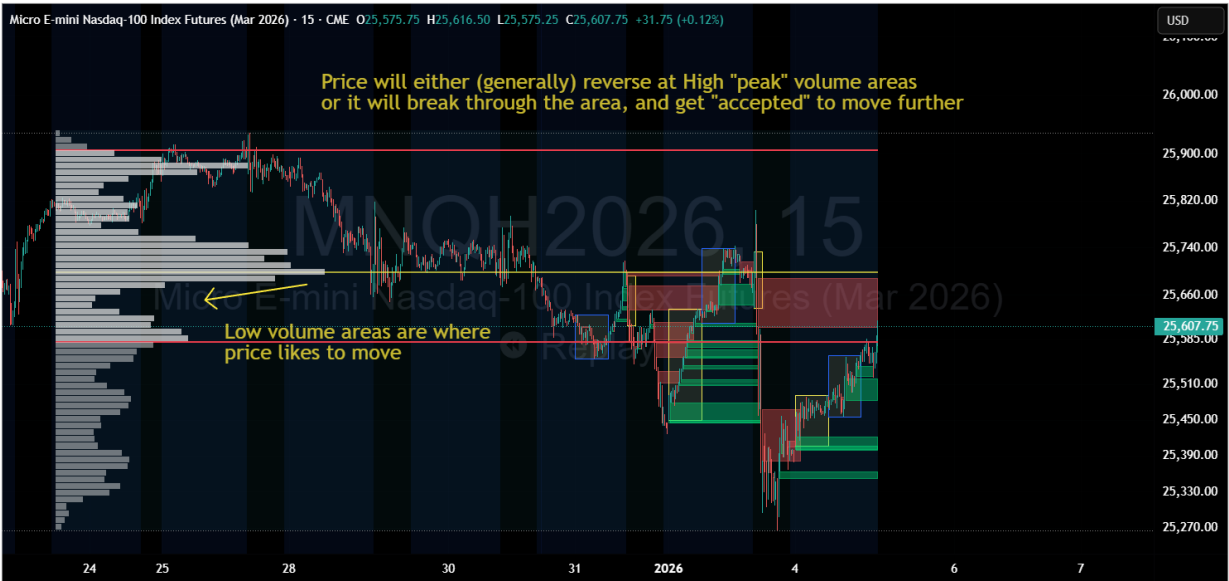 Micro E-mini Nasdaq-100 Index Futures (Mar 2026) · 15 · CME O25,575.75 H25,616.50 L25,575.25 C25,607.75 +31.75 (+0.12%)
USD
Price will either (generally) reverse at High "peak" volume areas
or it will break through the area, and get "accepted" to move further
26,000.00
25,900.00
25,820.00
MNQH2026, 15
25,740.00
25,660.00
Micro E-mini Nasdaq-100 Index Futures (Mar 2026)
25,607.75
Low volume areas are where
price likes to move
Replay
25,585.00
25,510.00
25,450.00
25,390.00
25,330.00
25,270.00
24 25 28 30 31 2026 4 6 7